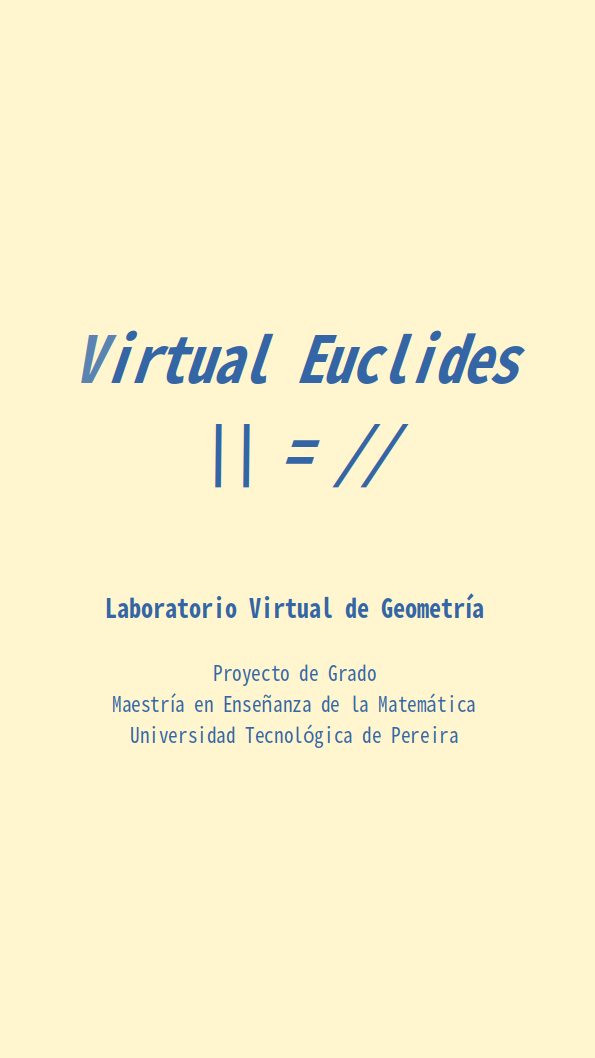 Virtual Euclides
|| = //
Laboratorio Virtual de Geometría
Proyecto de Grado
Maestría en Enseñanza de la Matemática
Universidad Tecnológica de Pereira